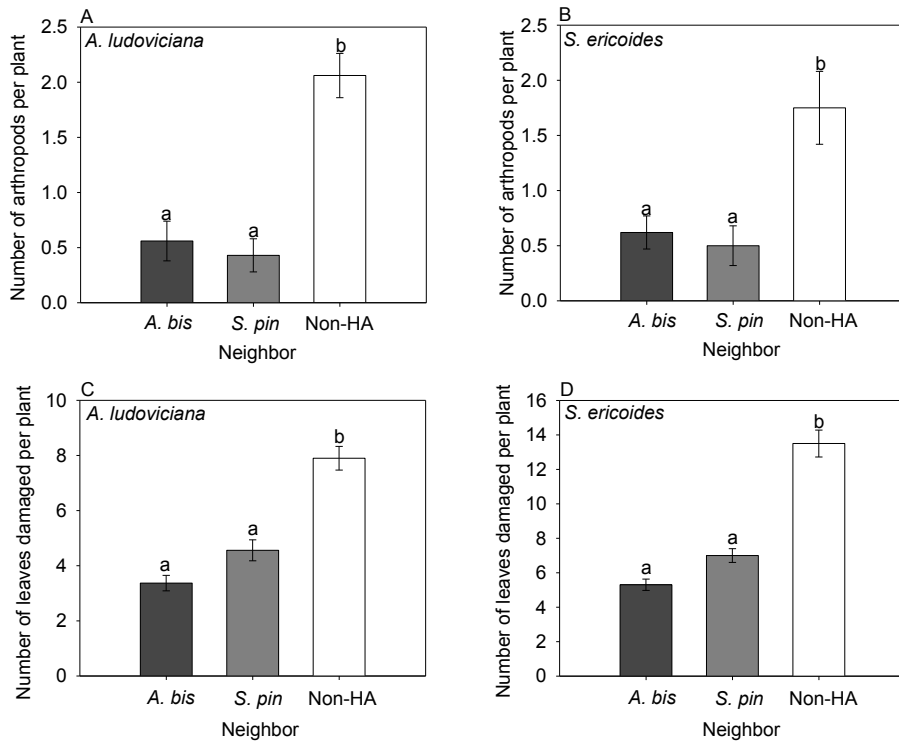 A
A. ludoviciana
Number of arthropods per plant
2.5
2.0
1.5
1.0
0.5
0.0
a
a
b
A. bis
S. pin
Non-HA
Neighbor
B
S. ericoides
Number of arthropods per plant
2.5
2.0
1.5
1.0
0.5
0.0
a
a
b
A. bis
S. pin
Non-HA
Neighbor
C
A. ludoviciana
Number of leaves damaged per plant
10
8
6
4
2
0
a
a
b
A. bis
S. pin
Non-HA
Neighbor
D
S. ericoides
Number of leaves damaged per plant
16
14
12
10
8
6
4
2
0
a
a
b
A. bis
S. pin
Non-HA
Neighbor